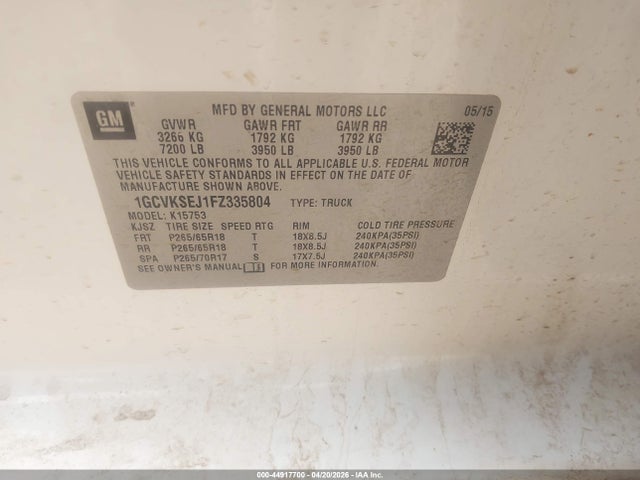 GM
MFD BY GENERAL MOTORS LLC 05/15
GVWR GAWR FRT GAWR RR
3266 KG 1792 KG 1792 KG
7200 LB 3950 LB 3950 LB
THIS VEHICLE CONFORMS TO ALL APPLICABLE U.S. FEDERAL MOTOR
VEHICLE SAFETY STANDARDS IN EFFECT ON THE DATE OF
MANUFACTURE SHOWN ABOVE.
1GCVKSEJ1FZ335804 TYPE: TRUCK
MODEL: K15753
KJSZ TIRE SIZE SPEED RTG RIM COLD TIRE PRESSURE
FRT P265/65R18 T 18X8.5J 240KPA(35PSI)
RR P265/65R18 T 18X8.5J 240KPA(35PSI)
SPA P265/70R17 S 17X7.5J 240KPA(35PSI)
SEE OWNER'S MANUAL FOR MORE INFORMATION.
000-44917700 - 04/20/2026 - IAAI.COM